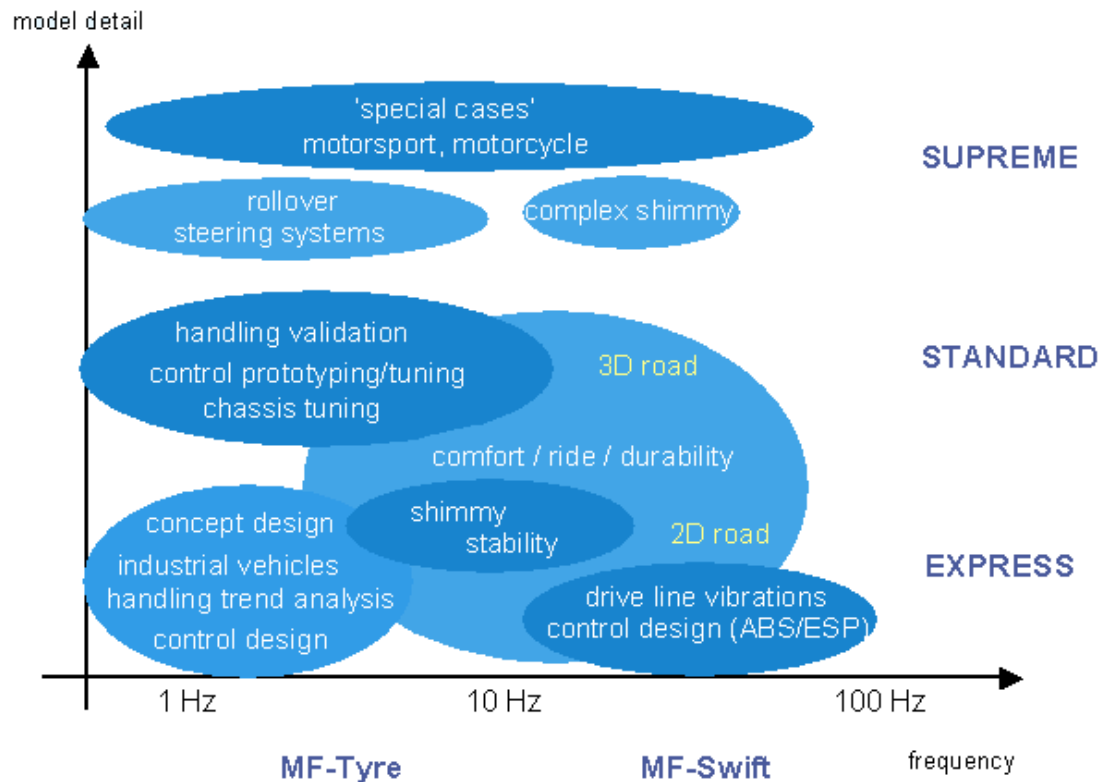 model detail
'special cases'
motorsport, motorcycle
SUPREME
rollover
steering systems
complex shimmy
handling validation
control prototyping/tuning
chassis tuning
3D road
STANDARD
comfort / ride / durability
shimmy
stability
2D road
concept design
industrial vehicles
handling trend analysis
control design
EXPRESS
drive line vibrations
control design (ABS/ESP)
1 Hz
10 Hz
100 Hz
MF-Tyre
MF-Swift
frequency